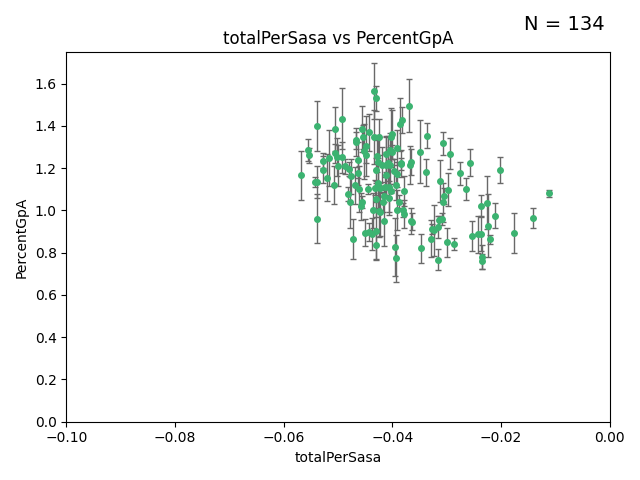 N = 134
totalPerSasa vs PercentGpA
PercentGpA
1.6
1.4
1.2
1.0
0.8
0.6
0.4
0.2
0.0
−0.10 −0.08 −0.06 −0.04 −0.02 0.00
totalPerSasa